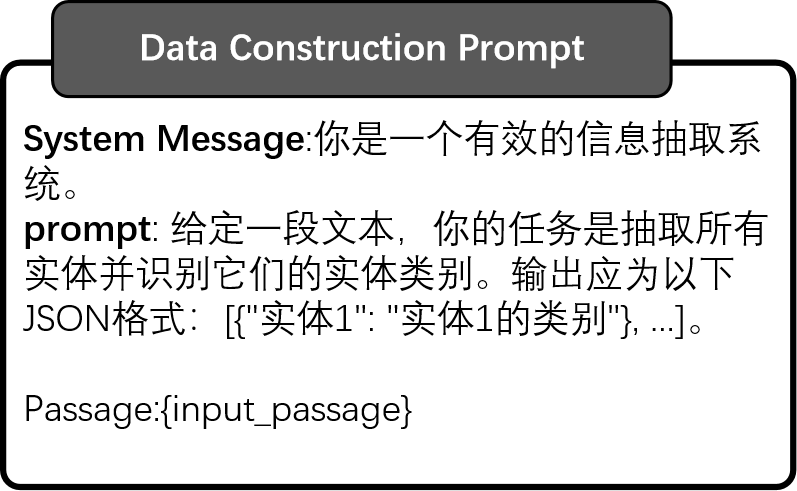 Data Construction Prompt
System Message:你是一个有效的信息抽取系
统。
prompt: 给定一段文本，你的任务是抽取所有
实体并识别它们的实体类别。输出应为以下
JSON格式：[{"实体1": "实体1的类别"}, ...]。
Passage:{input_passage}